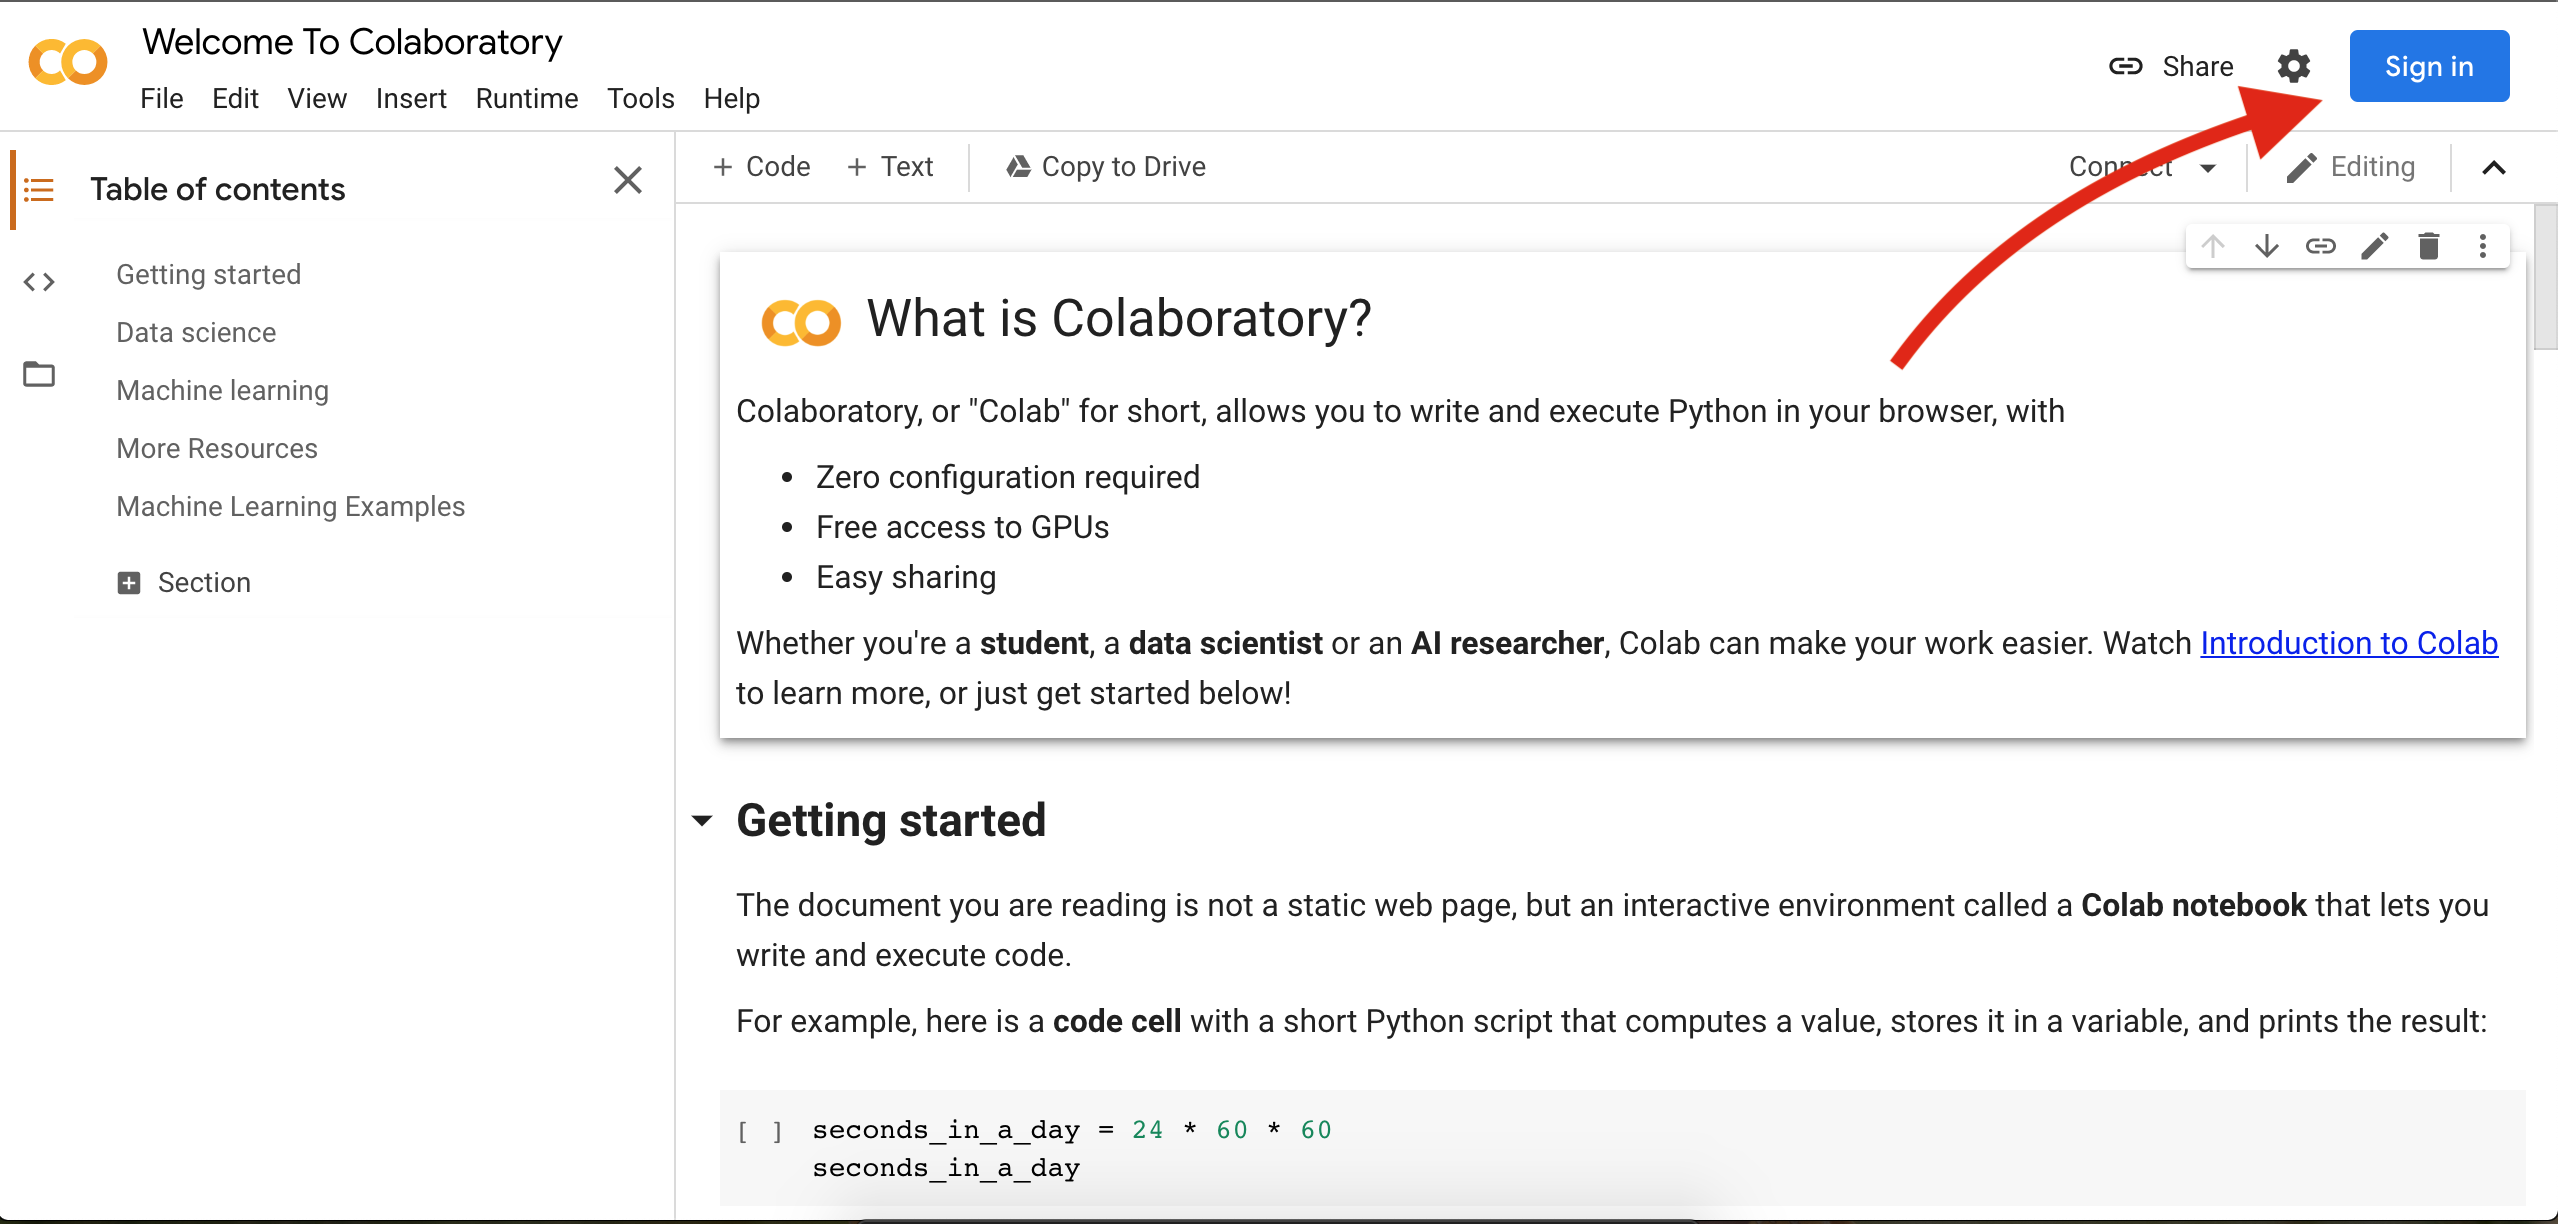 Welcome To Colaboratory
File Edit View Insert Runtime Tools Help
Share
Sign in
Table of contents
Getting started
Data science
Machine learning
More Resources
Machine Learning Examples
Section
+ Code + Text Copy to Drive
Connect
Editing
What is Colaboratory?
Colaboratory, or "Colab" for short, allows you to write and execute Python in your browser, with
• Zero configuration required
• Free access to GPUs
• Easy sharing
Whether you're a student, a data scientist or an AI researcher, Colab can make your work easier. Watch Introduction to Colab
to learn more, or just get started below!
Getting started
The document you are reading is not a static web page, but an interactive environment called a Colab notebook that lets you
write and execute code.
For example, here is a code cell with a short Python script that computes a value, stores it in a variable, and prints the result:
[ ] seconds_in_a_day = 24 * 60 * 60
seconds_in_a_day